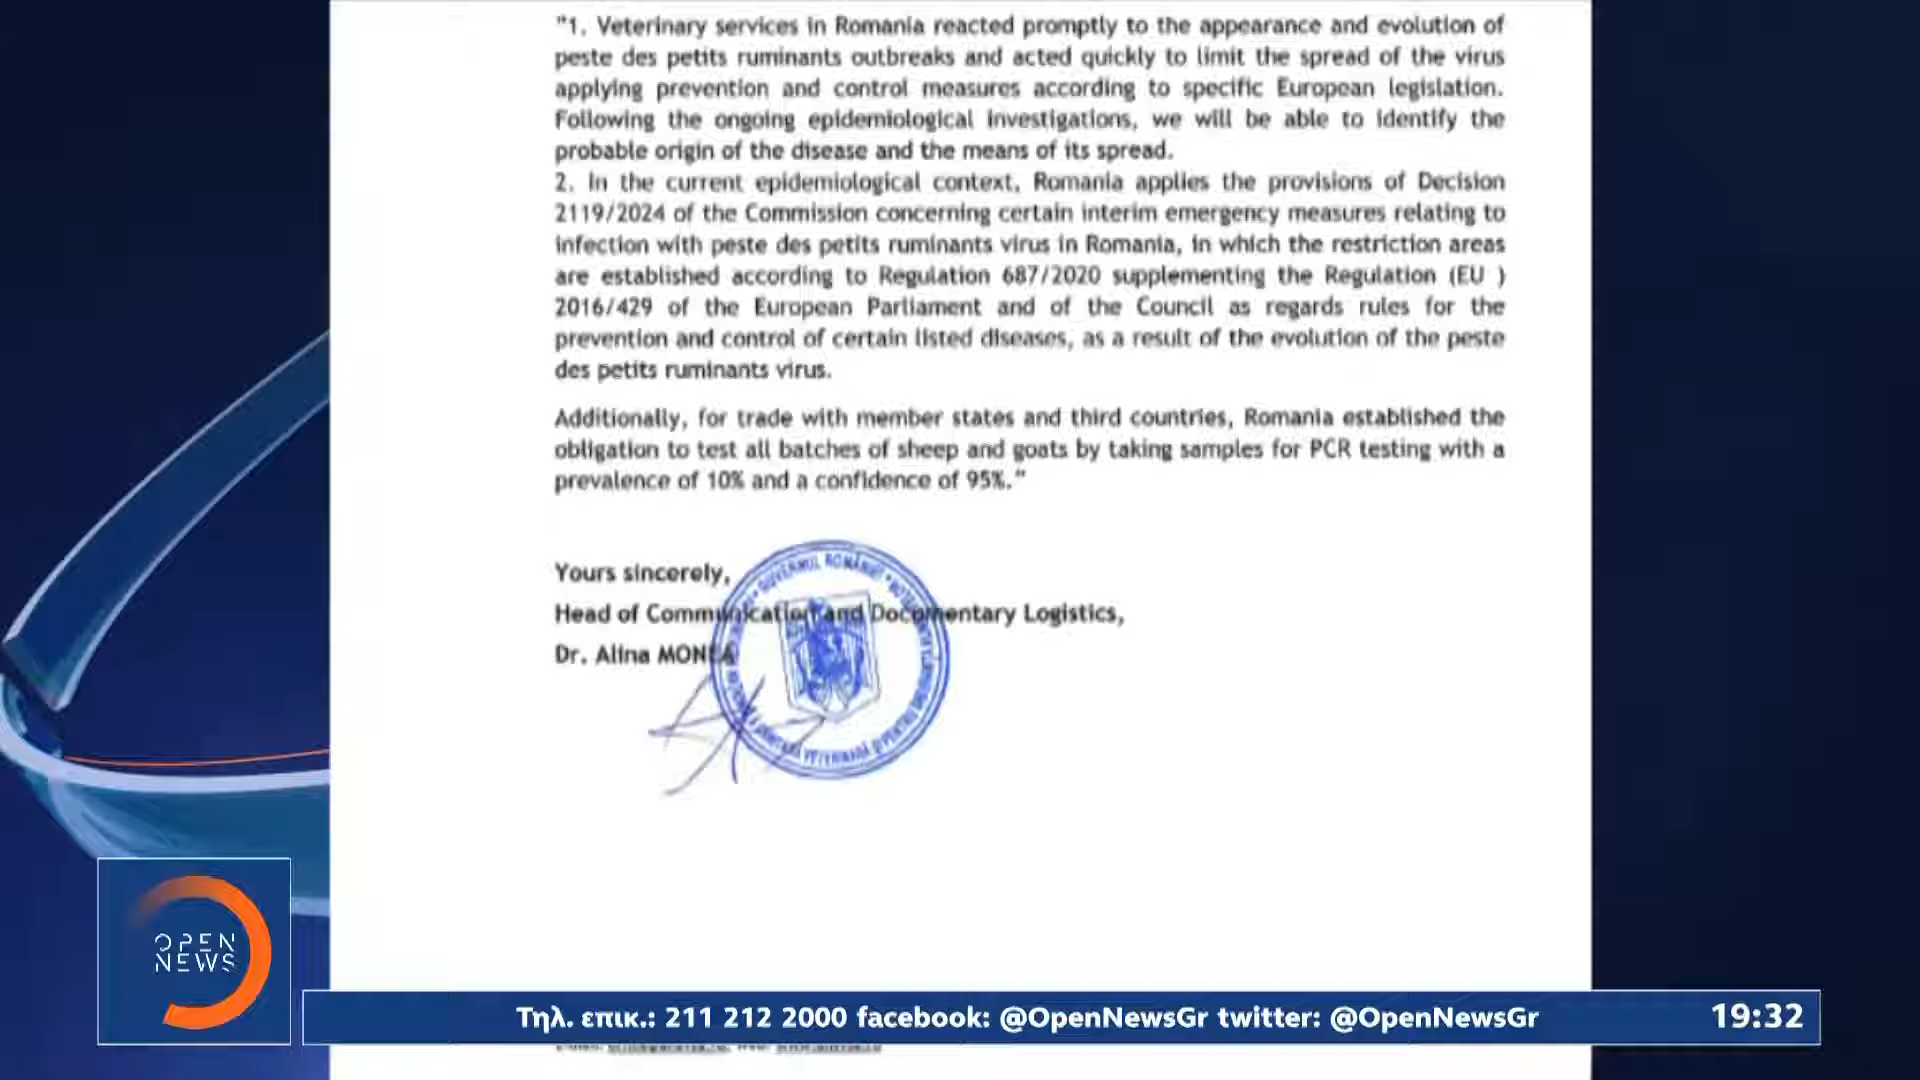 "1. Veterinary services in Romania reacted promptly to the appearance and evolution of
peste des petits ruminants outbreaks and acted quickly to limit the spread of the virus
applying prevention and control measures according to specific European legislation.
Following the ongoing epidemiological investigations, we will be able to identify the
probable origin of the disease and the means of its spread.
2. In the current epidemiological context, Romania applies the provisions of Decision
2119/2024 of the Commission concerning certain interim emergency measures relating to
infection with peste des petits ruminants virus in Romania, in which the restriction areas
are established according to Regulation 687/2020 supplementing the Regulation (EU )
2016/429 of the European Parliament and of the Council as regards rules for the
prevention and control of certain listed diseases, as a result of the evolution of the peste
des petits ruminants virus.
Additionally, for trade with member states and third countries, Romania established the
obligation to test all batches of sheep and goats by taking samples for PCR testing with a
prevalence of 10% and a confidence of 95%."
Yours sincerely,
Head of Communication and Documentary Logistics,
Dr. Alina MONEA
GUVERNUL ROMÂNIEI
OPEN
NEWS
Τηλ. επικ.: 211 212 2000 facebook: @OpenNewsGr twitter: @OpenNewsGr
19:32